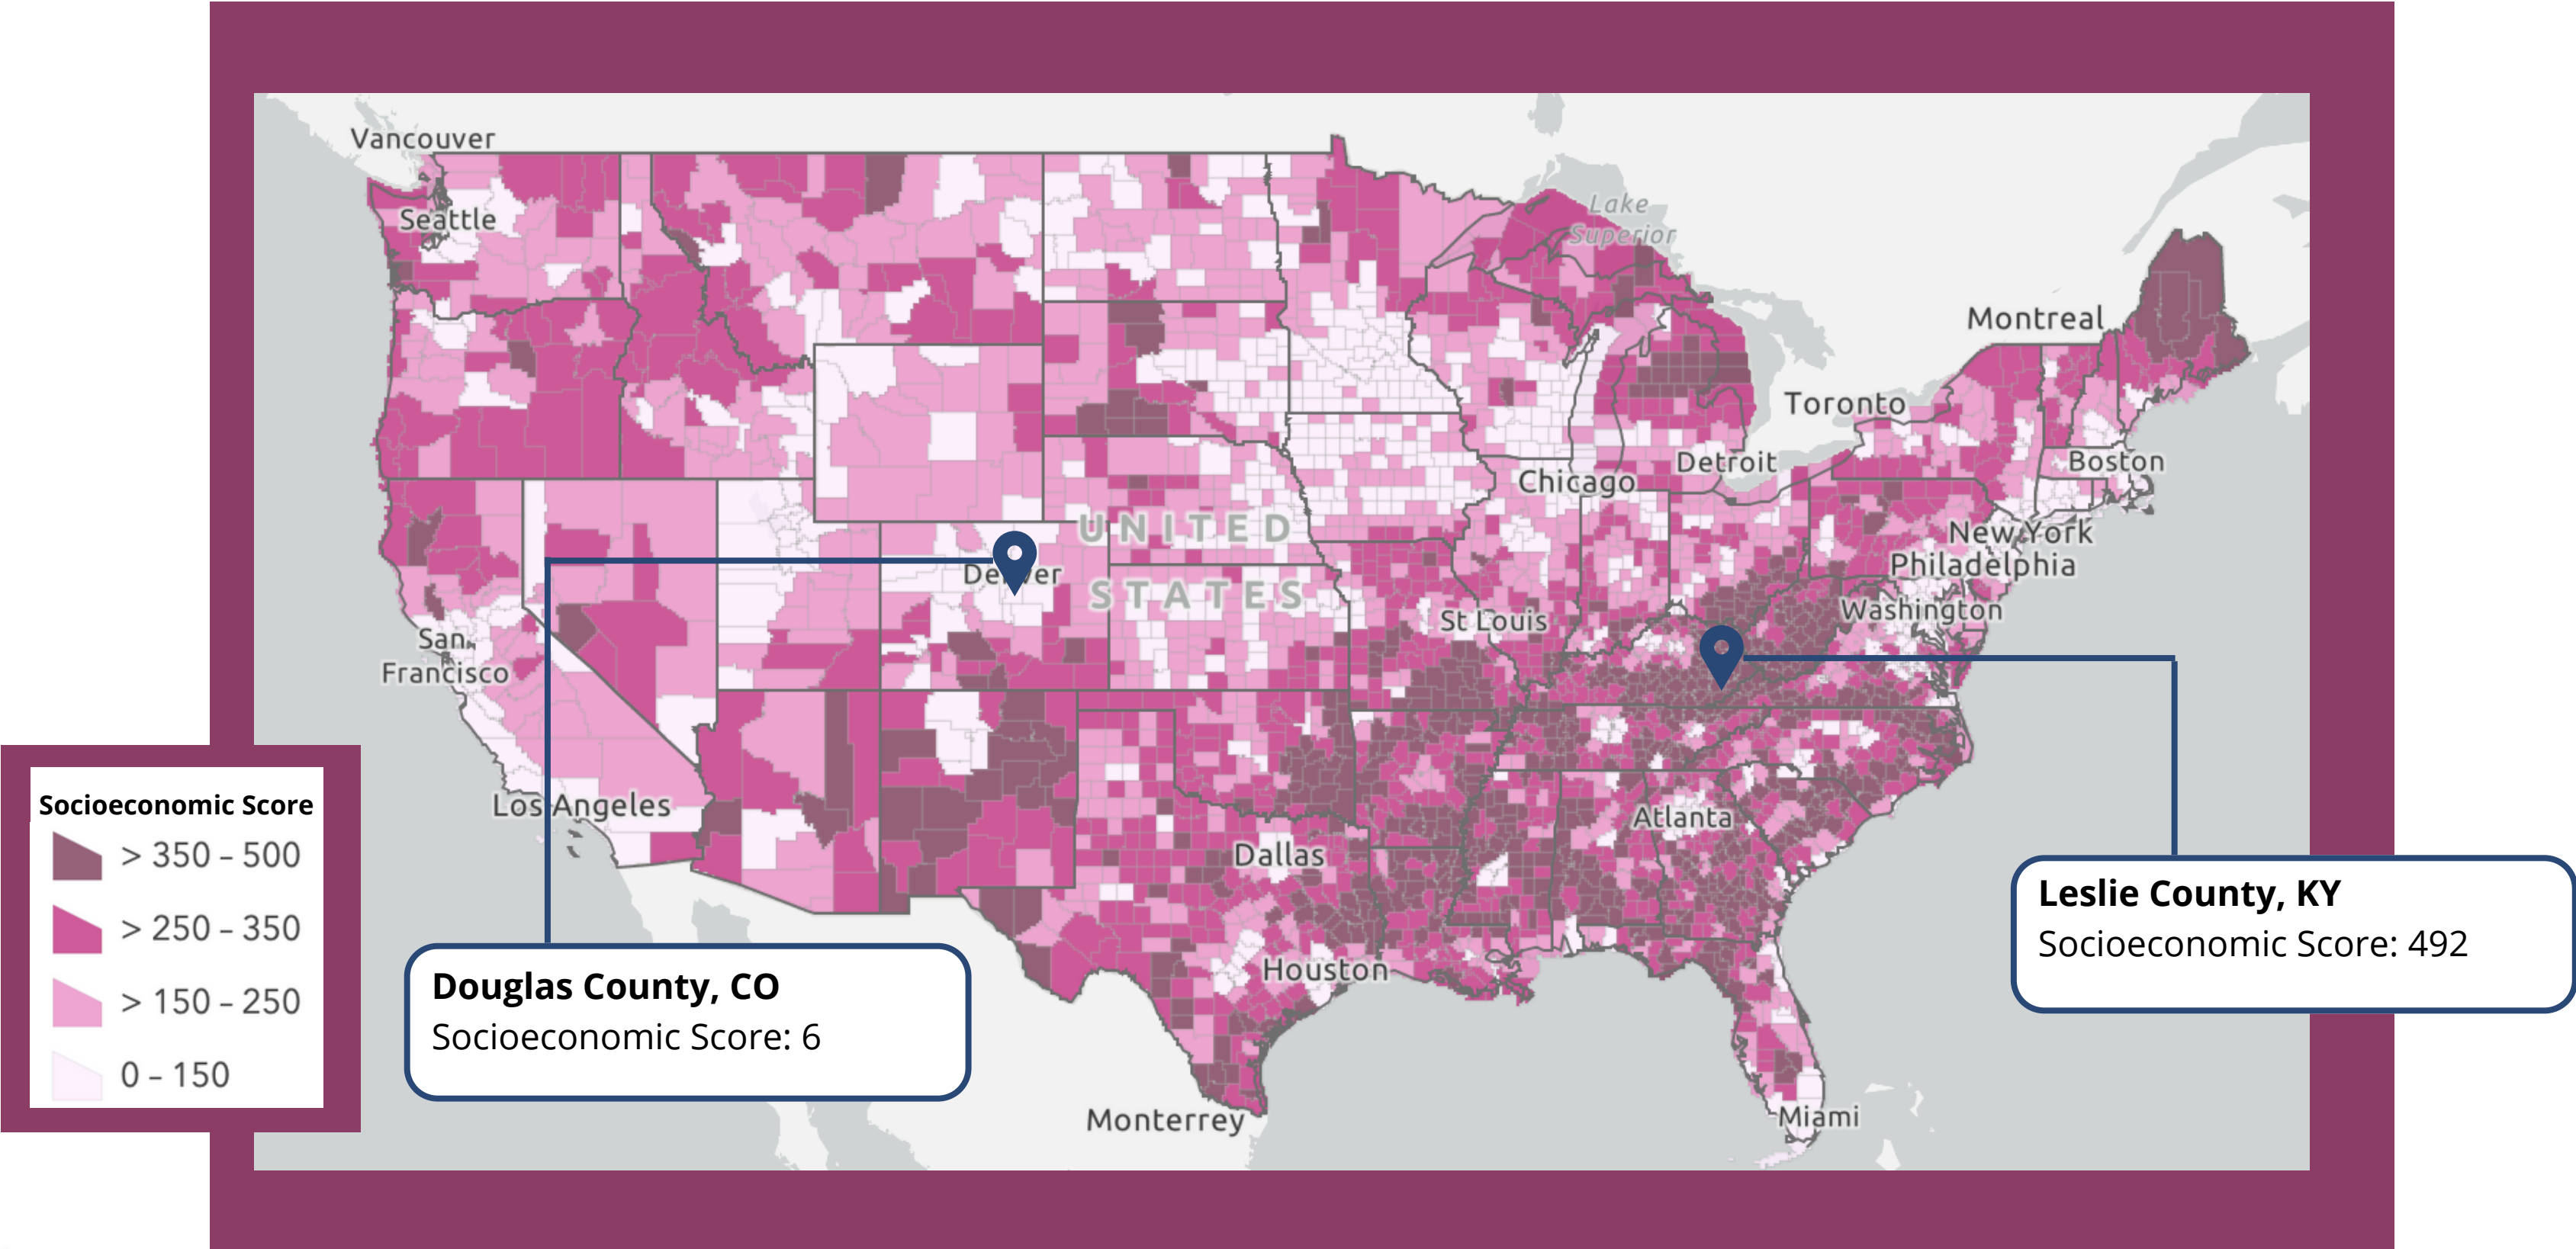 Vancouver
Seattle
Lake
Superior
Montreal
Toronto
Boston
Detroit
Chicago
New York
UNITED
Philadelphia
Denver
STATES
Washington
St Louis
San
Francisco
Los Angeles
Atlanta
Dallas
Houston
Monterrey
Miami
Socioeconomic Score
> 350 – 500
> 250 – 350
> 150 – 250
0 – 150
Douglas County, CO
Socioeconomic Score: 6
Leslie County, KY
Socioeconomic Score: 492